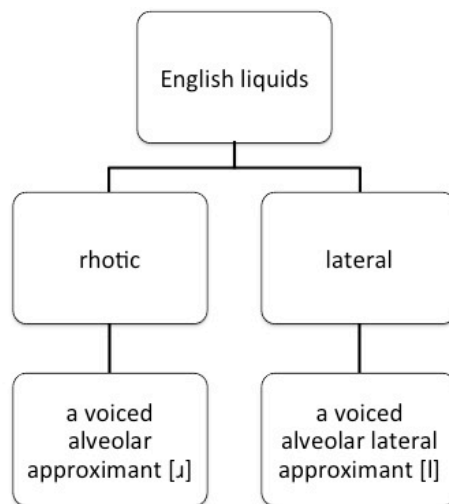 English liquids
rhotic
lateral
a voiced
alveolar
approximant [ɹ]
a voiced
alveolar lateral
approximant [l]